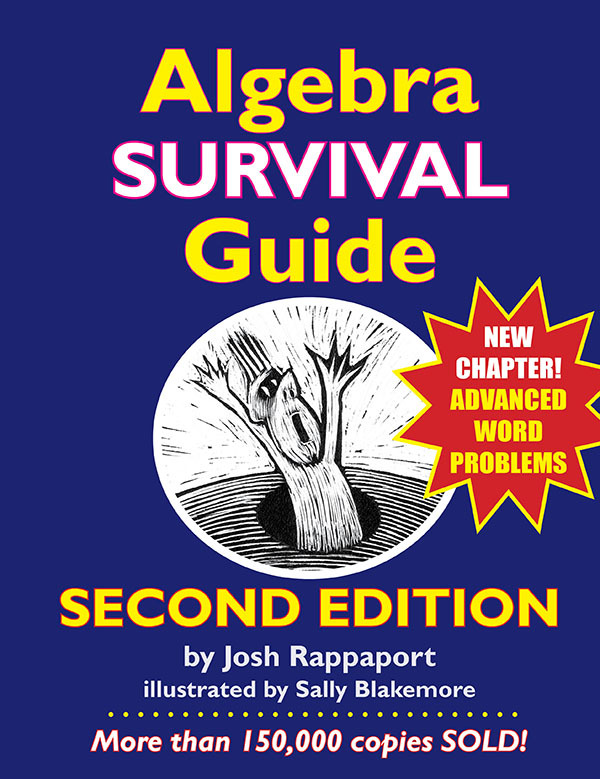 Algebra
SURVIVAL
Guide
NEW
CHAPTER!
ADVANCED
WORD
PROBLEMS
SECOND EDITION
by Josh Rappaport
illustrated by Sally Blakemore
More than 150,000 copies SOLD!